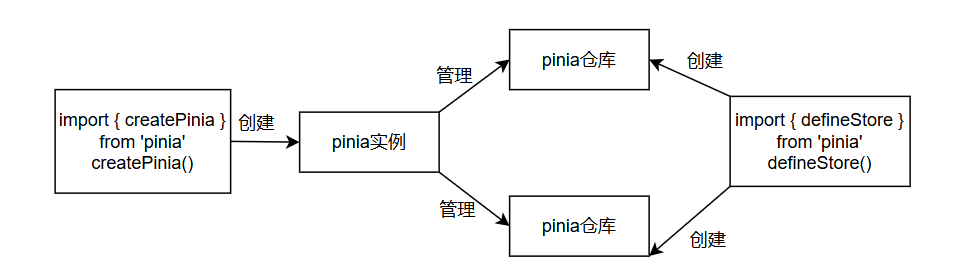 import { createPinia }
from 'pinia'
createPinia()
创建
pinia实例
管理
管理
pinia仓库
pinia仓库
创建
创建
import { defineStore }
from 'pinia'
defineStore()